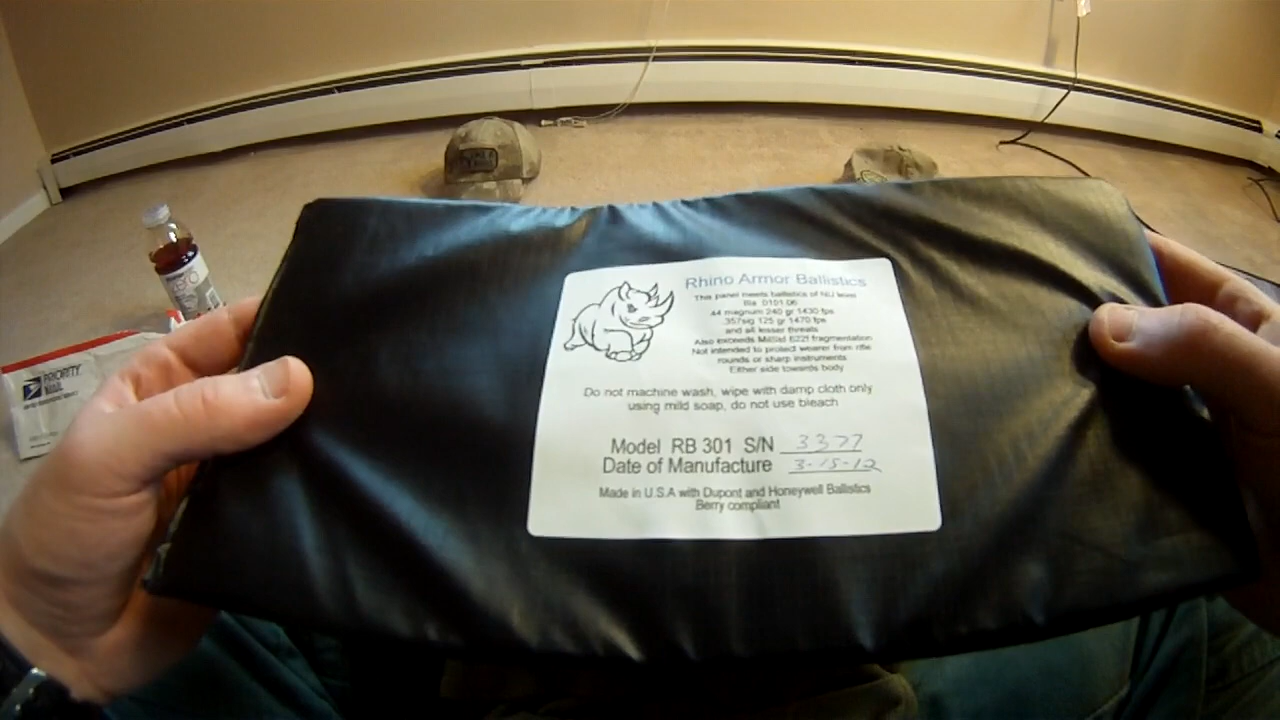 Rhino Armor Ballistics
This panel meets ballistics of NIJ level
IIIa 0101.06
.44 magnum 240 gr 1430 fps
.357sig 125 gr 1470 fps
and all lesser threats
Also exceeds MilStd 622f fragmentation
Not intended to protect wearer from rifle
rounds or sharp instruments
Either side towards body
Do not machine wash, wipe with damp cloth only
using mild soap, do not use bleach
Model RB 301 S/N 3377
Date of Manufacture 3-15-12
Made in U.S.A with Dupont and Honeywell Ballistics
Berry compliant
PRIORITY
MAIL